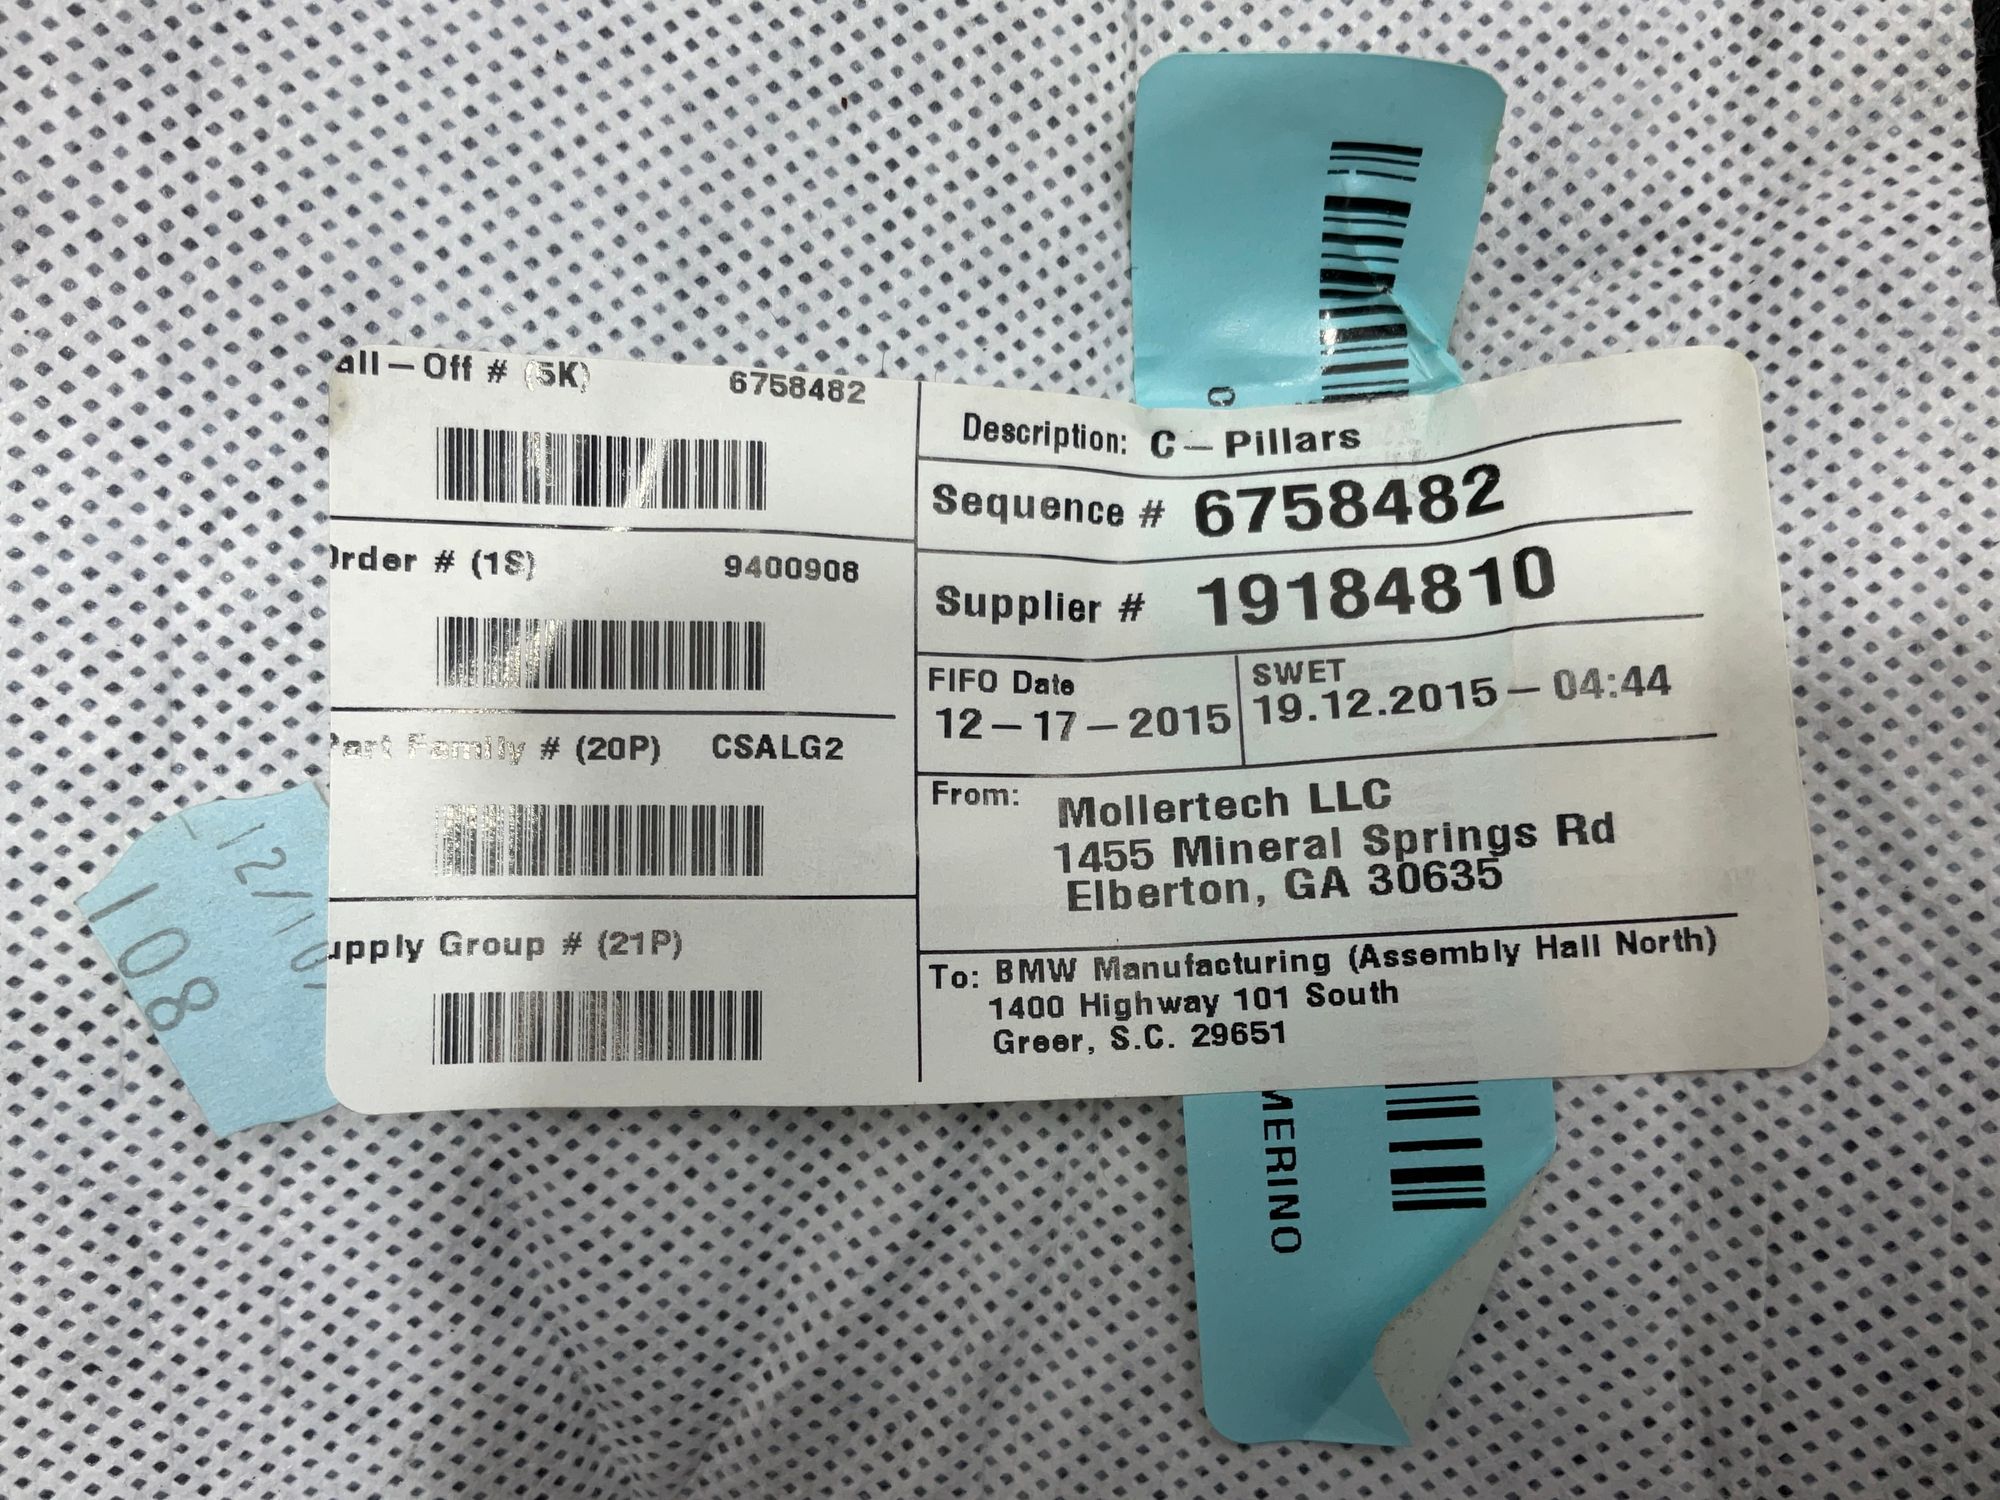 all-Off # (5K) 6758482
Order # (1S) 9400908
Part Family # (20P) CSALG2
upply Group # (21P)
Description: C-Pillars
Sequence # 6758482
Supplier # 19184810
FIFO Date
12-17-2015
SWET
19.12.2015-04:44
From: Mollertech LLC
1455 Mineral Springs Rd
Elberton, GA 30635
To: BMW Manufacturing (Assembly Hall North)
1400 Highway 101 South
Greer, S.C. 29651
C
MERINO
108